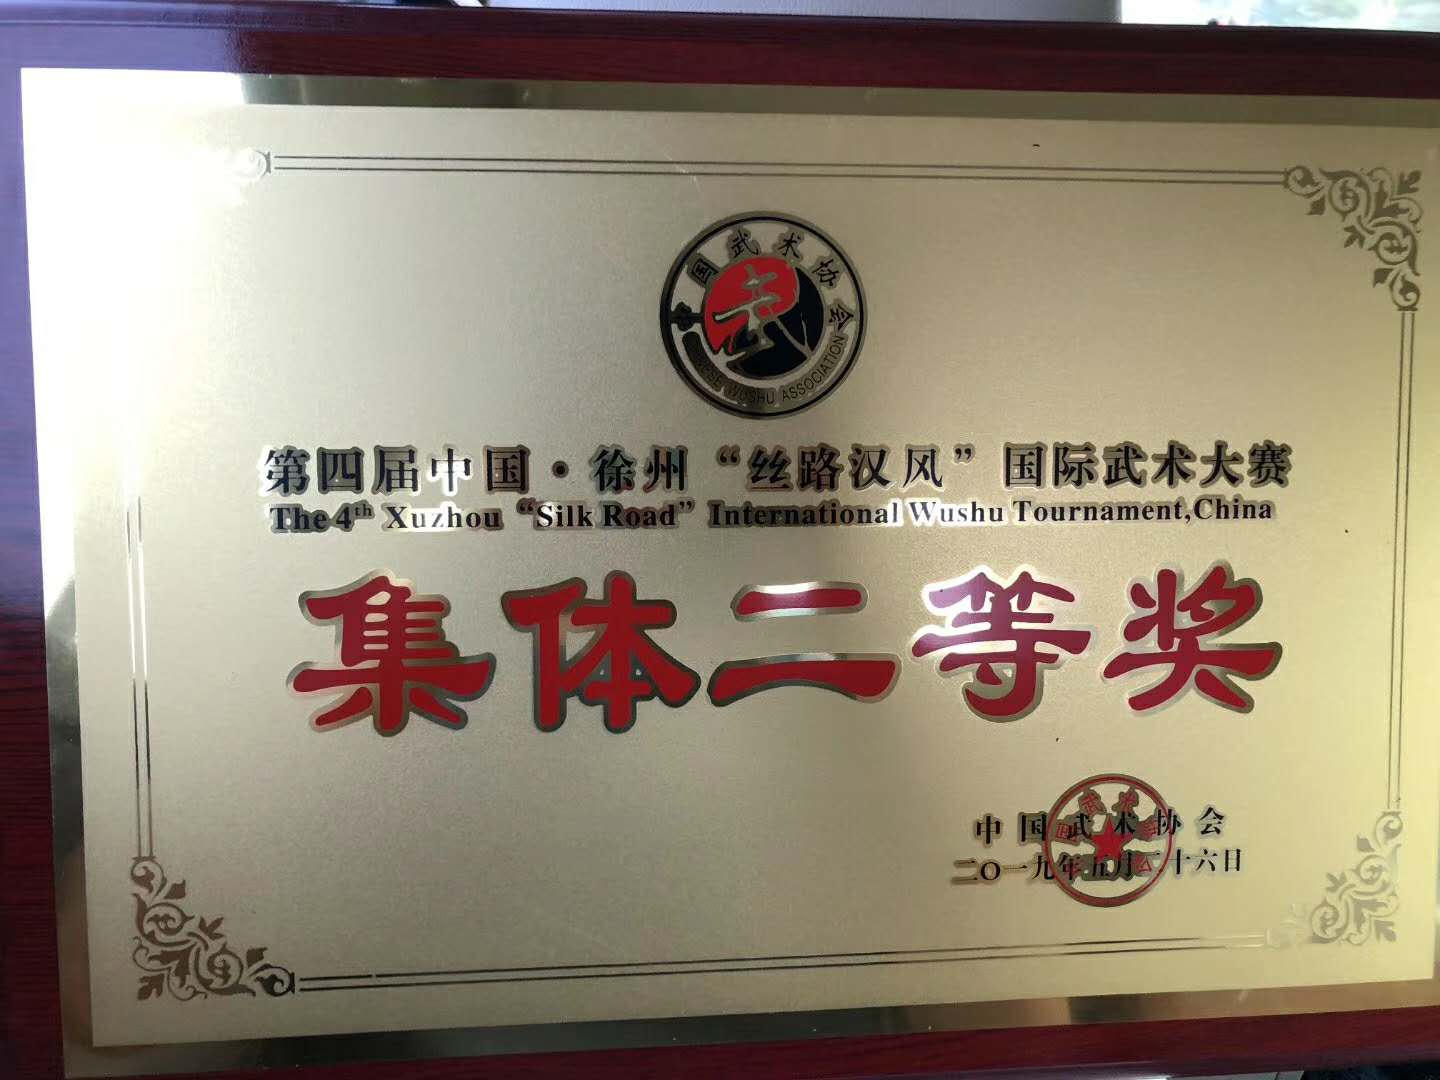 中国武术协会
CHINESE WUSHU ASSOCIATION
第四届中国·徐州“丝路汉风”国际武术大赛
The 4th Xuzhou “Silk Road” International Wushu Tournament,China
集体二等奖
中国武术协会
二〇一九年五月二十六日